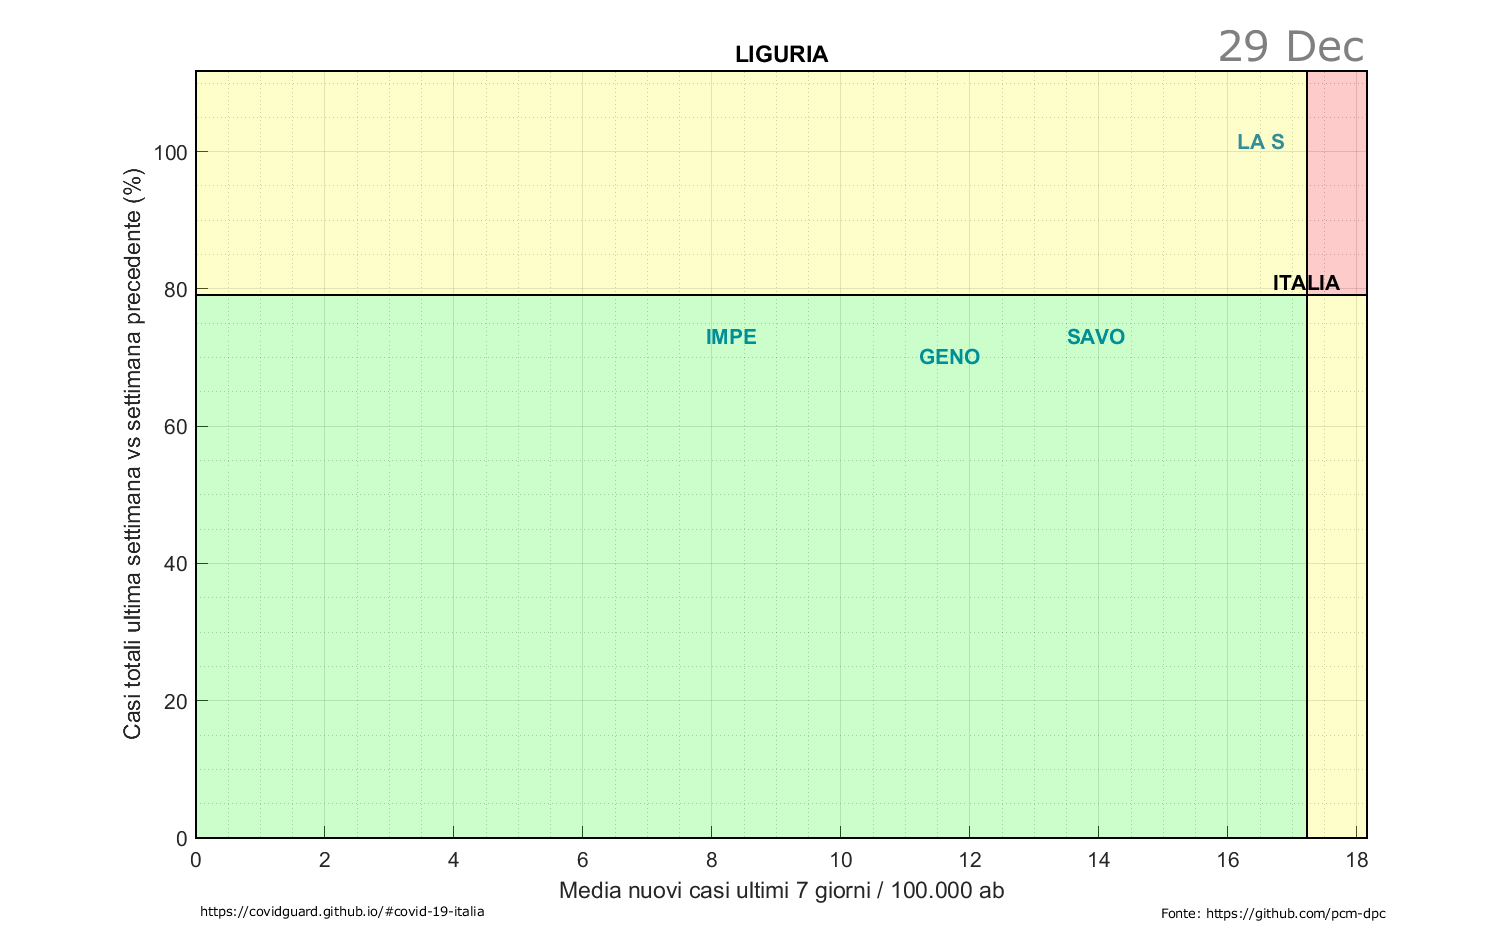 29 Dec
LIGURIA
Casi totali ultima settimana vs settimana precedente (%)
100
80
60
40
20
0
LA S
ITALIA
IMPE
SAVO
GENO
0 2 4 6 8 10 12 14 16 18
Media nuovi casi ultimi 7 giorni / 100.000 ab
https://covidguard.github.io/#covid-19-italia
Fonte: https://github.com/pcm-dpc